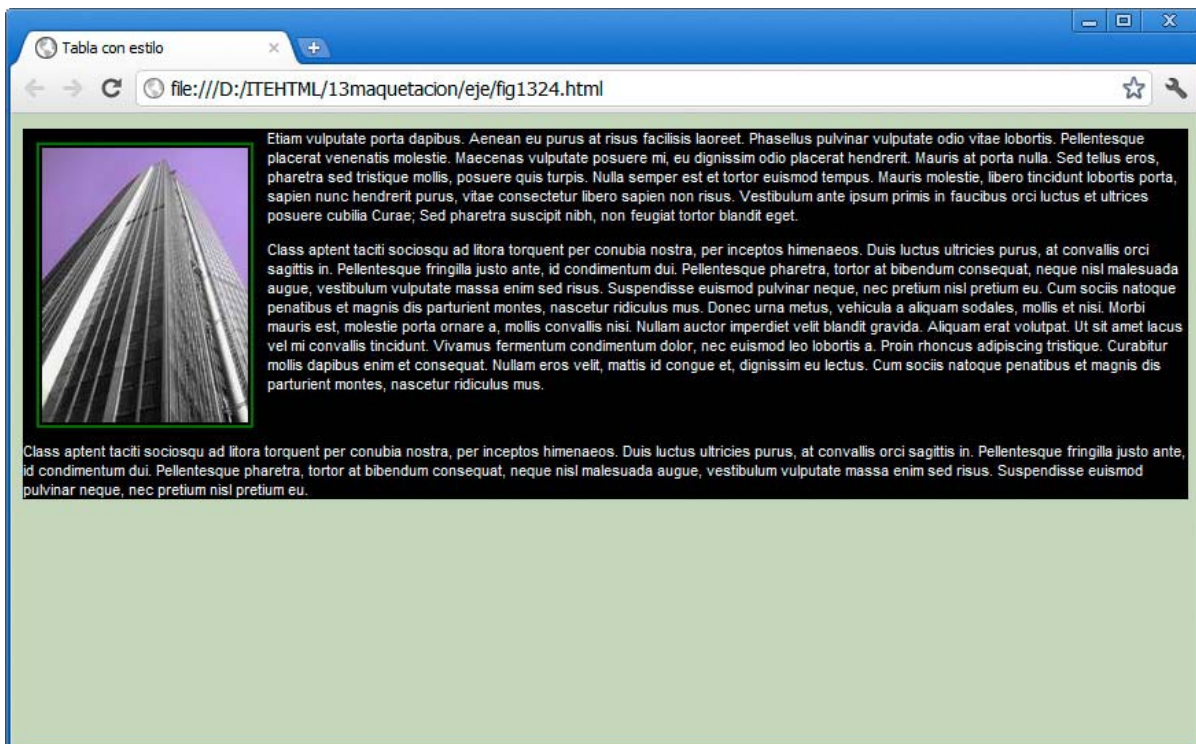 Tabla con estilo
file:///D:/ITEHTML/13maquetacion/eje/fig1324.html
Etiam vulputate porta dapibus. Aenean eu purus at risus facilisis laoreet. Phasellus pulvinar vulputate odio vitae lobortis. Pellentesque
placerat venenatis molestie. Maecenas vulputate posuere mi, eu dignissim odio placerat hendrerit. Mauris at porta nulla. Sed tellus eros,
pharetra sed tristique mollis, posuere quis turpis. Nulla semper est et tortor euismod tempus. Mauris molestie, libero tincidunt lobortis porta,
sapien nunc hendrerit purus, vitae consectetur libero sapien non risus. Vestibulum ante ipsum primis in faucibus orci luctus et ultrices
posuere cubilia Curae; Sed pharetra suscipit nibh, non feugiat tortor blandit eget.
Class aptent taciti sociosqu ad litora torquent per conubia nostra, per inceptos himenaeos. Duis luctus ultricies purus, at convallis orci
sagittis in. Pellentesque fringilla justo ante, id condimentum dui. Pellentesque pharetra, tortor at bibendum consequat, neque nisl malesuada
augue, vestibulum vulputate massa enim sed risus. Suspendisse euismod pulvinar neque, nec pretium nisl pretium eu. Cum sociis natoque
penatibus et magnis dis parturient montes, nascetur ridiculus mus. Donec urna metus, vehicula a aliquam sodales, mollis et nisi. Morbi
mauris est, molestie porta ornare a, mollis convallis nisi. Nullam auctor imperdiet velit blandit gravida. Aliquam erat volutpat. Ut sit amet lacus
vel mi convallis tincidunt. Vivamus fermentum condimentum dolor, nec euismod leo lobortis a. Proin rhoncus adipiscing tristique. Curabitur
mollis dapibus enim et consequat. Nullam eros velit, mattis id congue et, dignissim eu lectus. Cum sociis natoque penatibus et magnis dis
parturient montes, nascetur ridiculus mus.
Class aptent taciti sociosqu ad litora torquent per conubia nostra, per inceptos himenaeos. Duis luctus ultricies purus, at convallis orci sagittis in. Pellentesque fringilla justo ante,
id condimentum dui. Pellentesque pharetra, tortor at bibendum consequat, neque nisl malesuada augue, vestibulum vulputate massa enim sed risus. Suspendisse euismod
pulvinar neque, nec pretium nisl pretium eu.